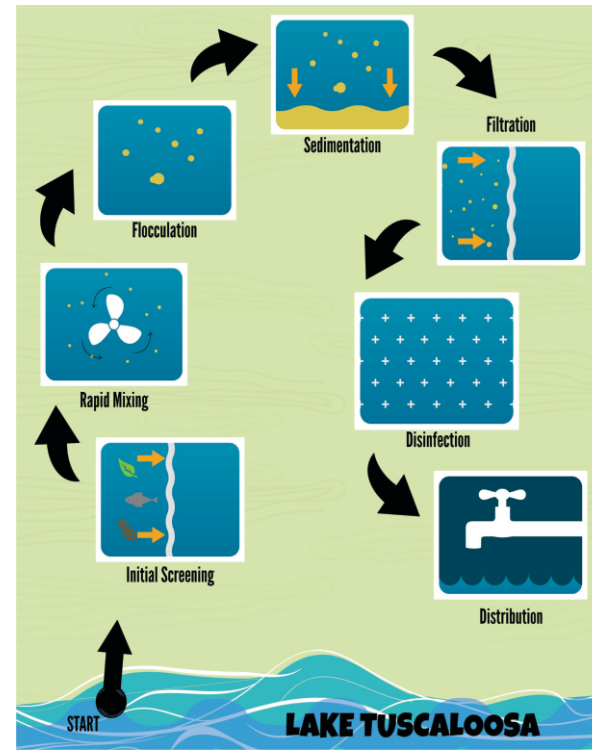 START
LAKE TUSCALOOSA
Initial Screening
Rapid Mixing
Flocculation
Sedimentation
Filtration
Disinfection
Distribution